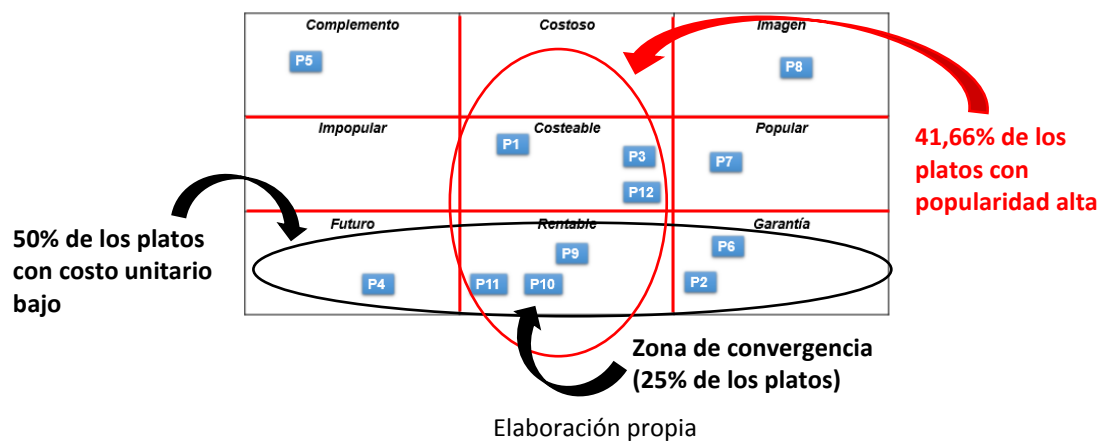 Complemento
Costoso
Imagen
P5
P8
Impopular
Costeable
Popular
P1
P3
P7
P12
Futuro
Rentable
Garantía
P6
P9
P4
P11
P10
P2
41,66% de los
platos con
popularidad alta
50% de los platos
con costo unitario
bajo
Zona de convergencia
(25% de los platos)
Elaboración propia